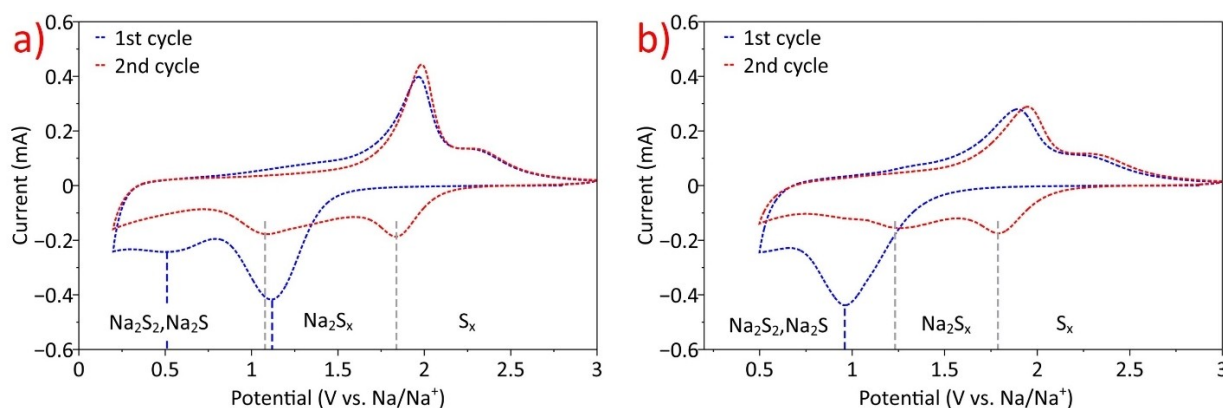 a)
1st cycle
2nd cycle
Current (mA)
0.6
0.4
0.2
0
−0.2
−0.4
−0.6
Na₂S₂,Na₂S
Na₂Sₓ
Sₓ
0 0.5 1 1.5 2 2.5 3
Potential (V vs. Na/Na⁺)
b)
1st cycle
2nd cycle
Current (mA)
0.6
0.4
0.2
0
−0.2
−0.4
−0.6
Na₂S₂,Na₂S
Na₂Sₓ
Sₓ
0.5 1 1.5 2 2.5 3
Potential (V vs. Na/Na⁺)